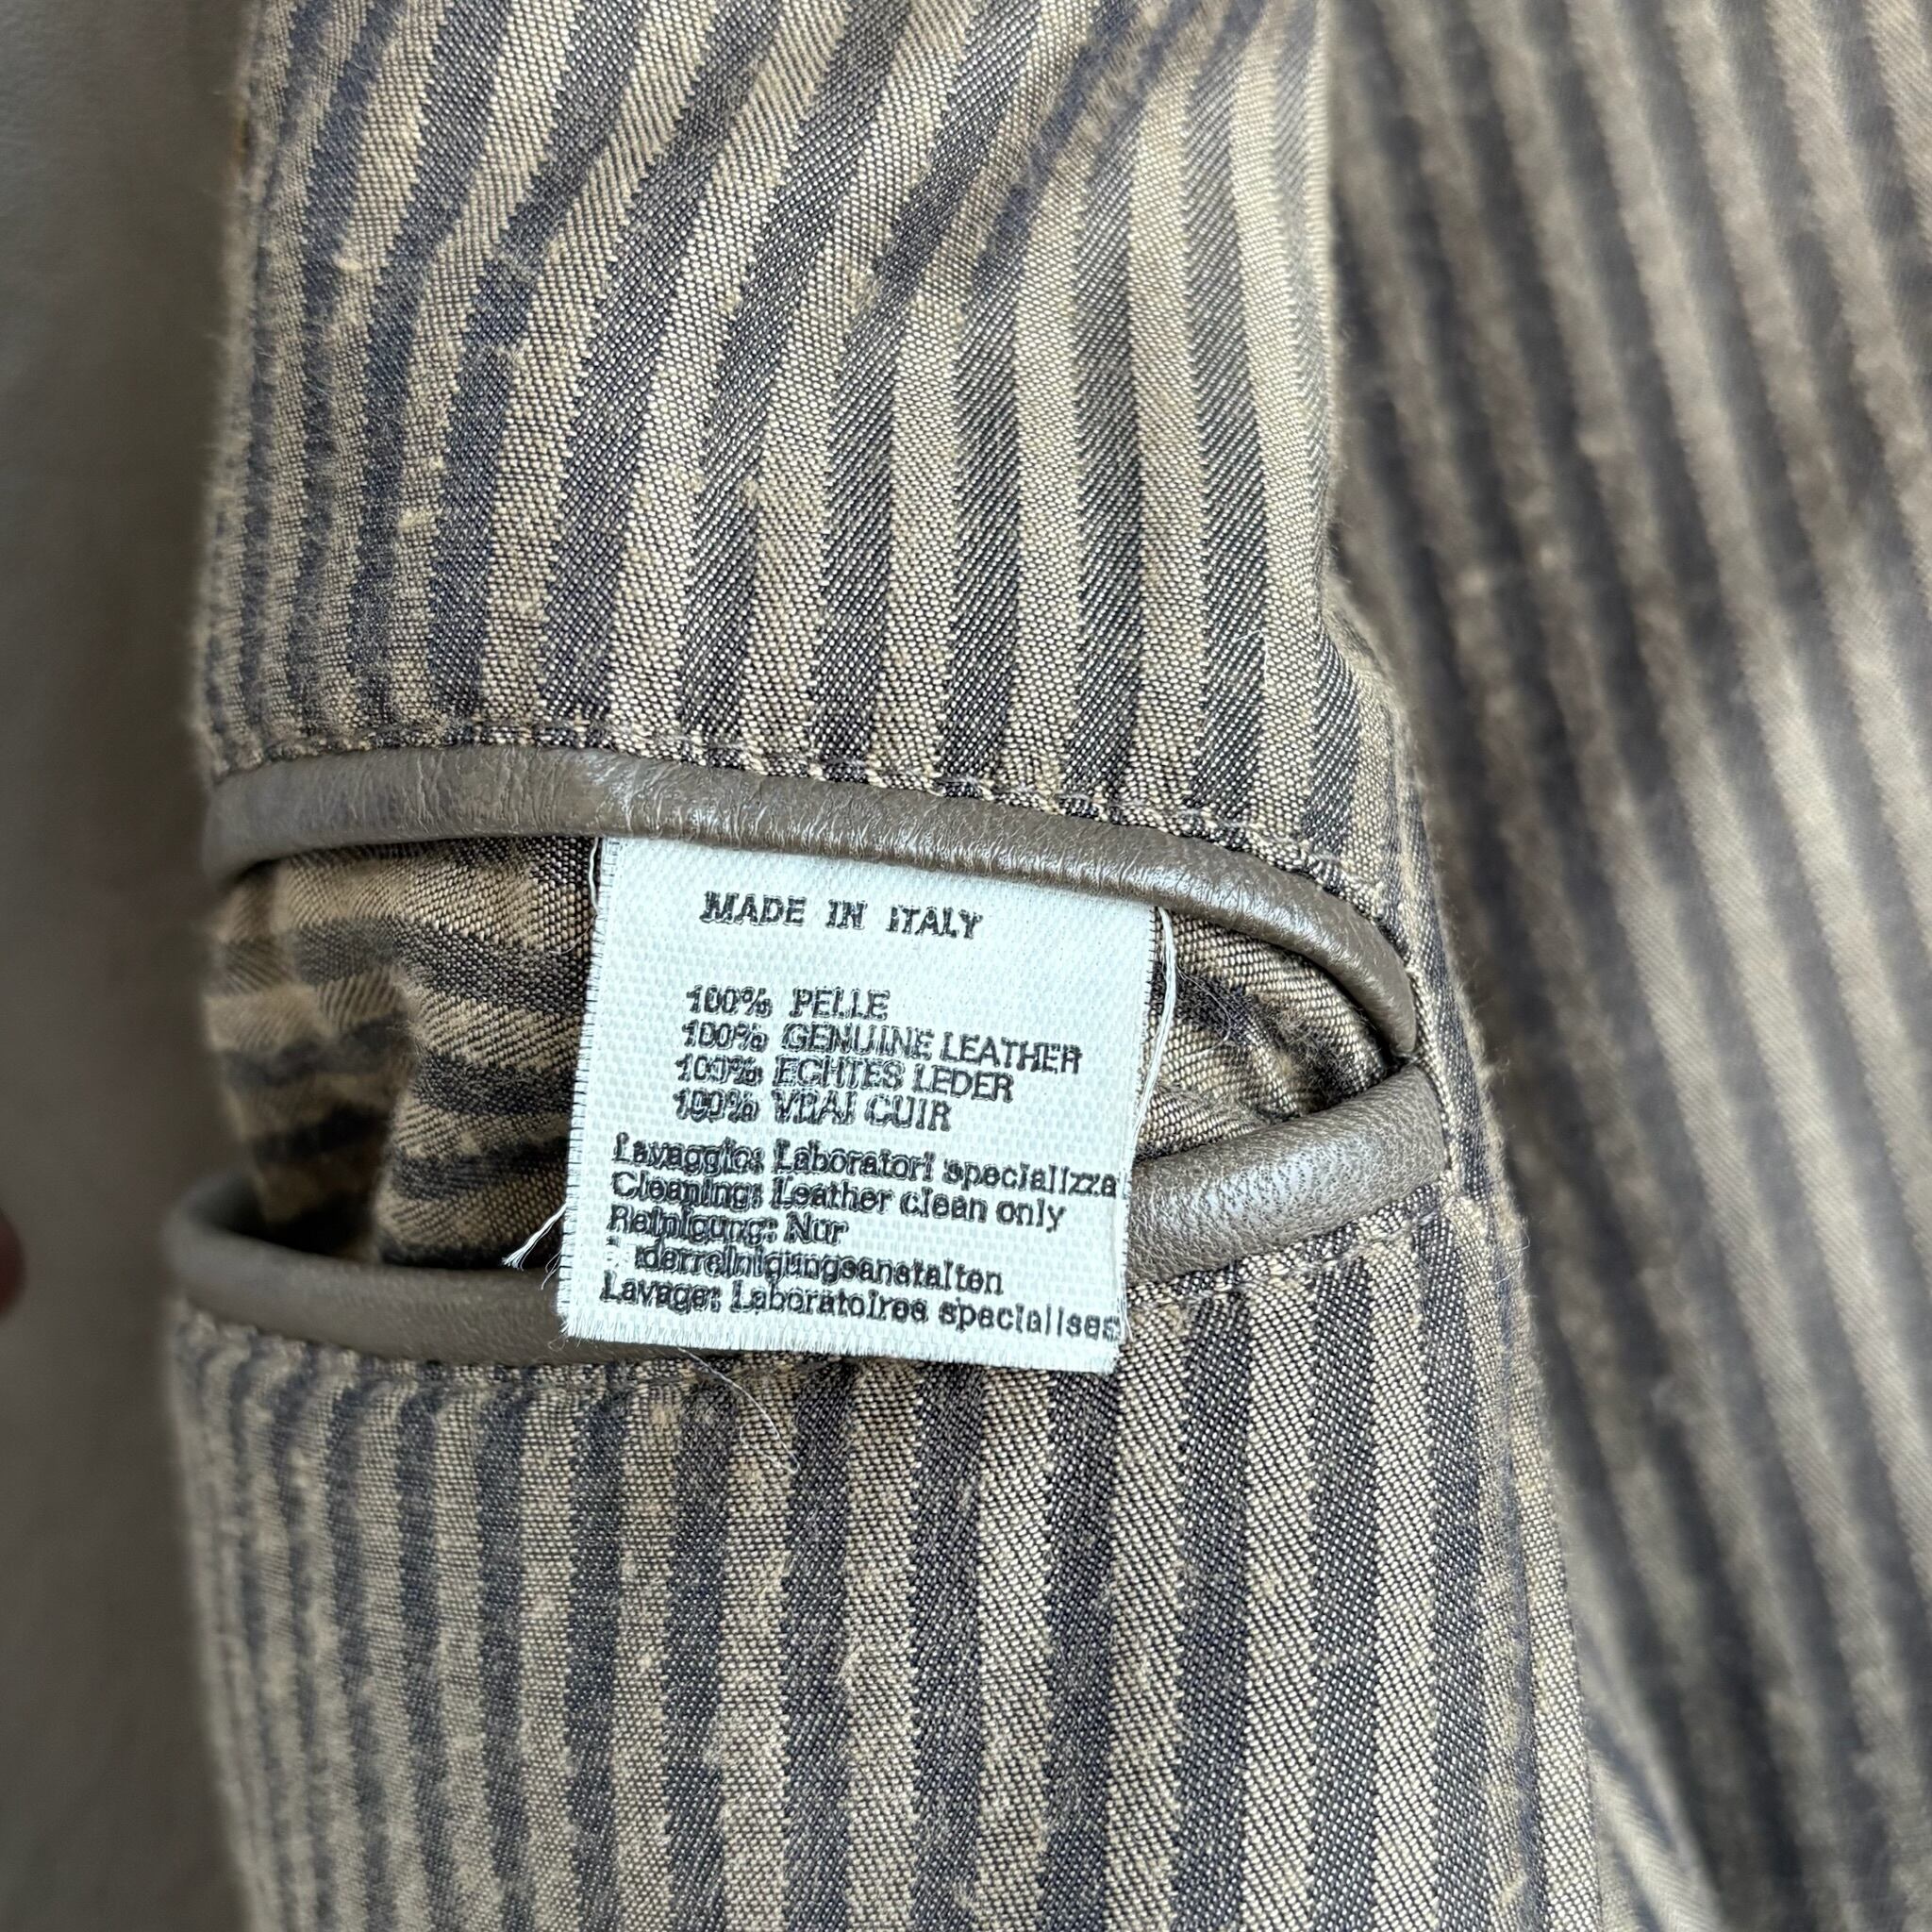 MADE IN ITALY
100% PELLE
100% GENUINE LEATHER
100% ECHTES LEDER
100% VRAI CUIR
Lavaggio: Laboratori specializza
Cleaning: Leather clean only
Reinigung: Nur
derreinigungsanstalten
Lavage: Laboratoires specialises